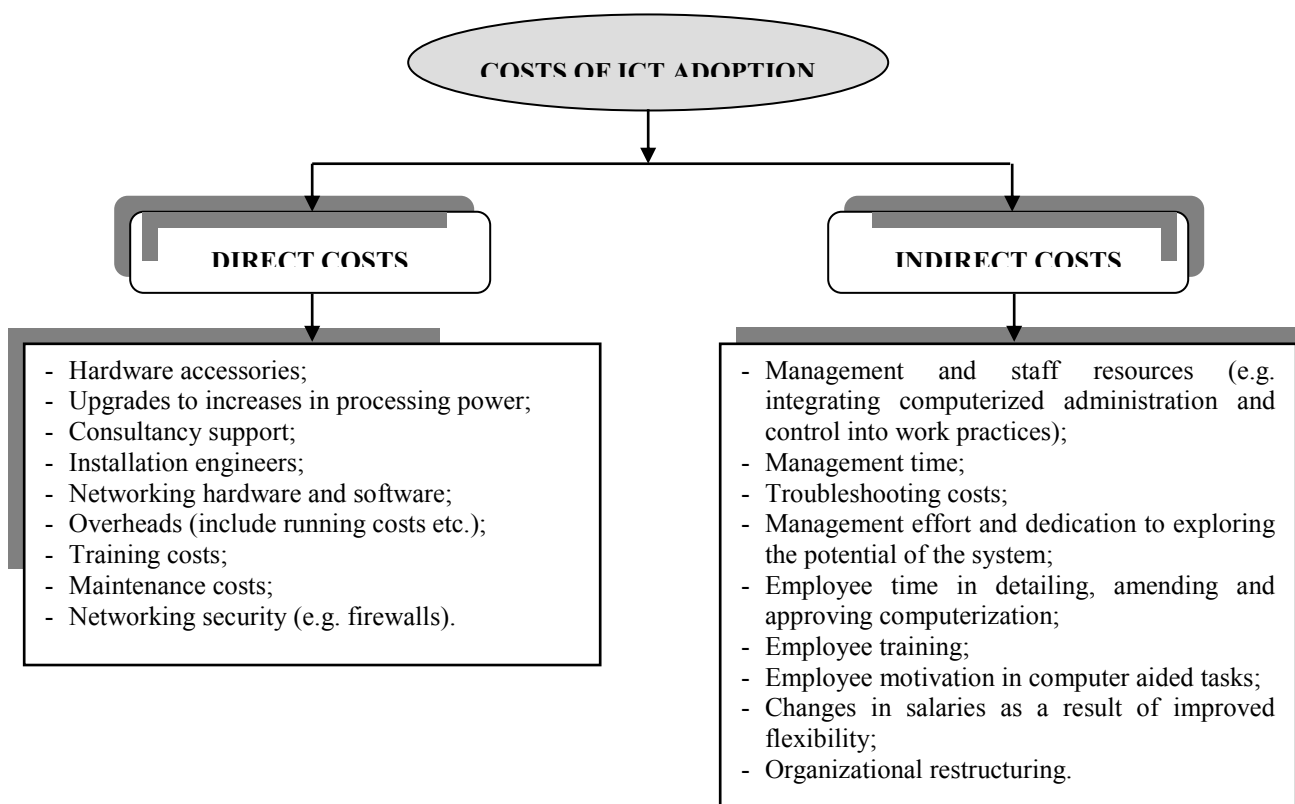 COSTS OF ICT ADOPTION
DIRECT COSTS
INDIRECT COSTS
- Hardware accessories;
- Upgrades to increases in processing power;
- Consultancy support;
- Installation engineers;
- Networking hardware and software;
- Overheads (include running costs etc.);
- Training costs;
- Maintenance costs;
- Networking security (e.g. firewalls).
- Management and staff resources (e.g.
integrating computerized administration and
control into work practices);
- Management time;
- Troubleshooting costs;
- Management effort and dedication to exploring
the potential of the system;
- Employee time in detailing, amending and
approving computerization;
- Employee training;
- Employee motivation in computer aided tasks;
- Changes in salaries as a result of improved
flexibility;
- Organizational restructuring.